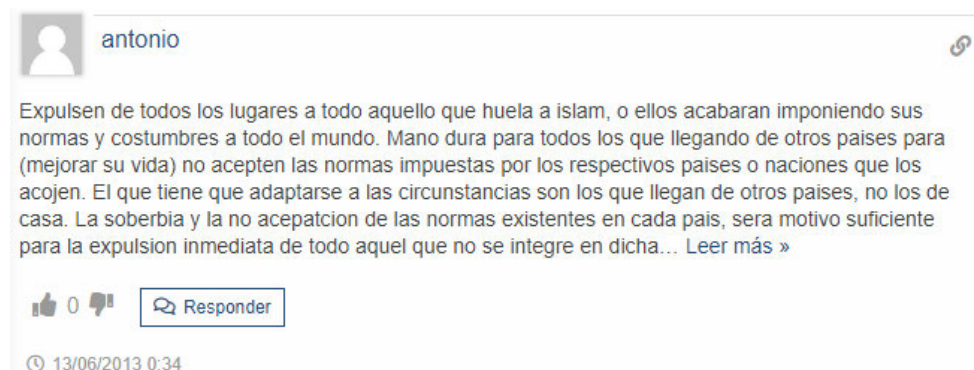 antonio
Expulsen de todos los lugares a todo aquello que huela a islam, o ellos acabaran imponiendo sus
normas y costumbres a todo el mundo. Mano dura para todos los que llegando de otros paises para
(mejorar su vida) no acepten las normas impuestas por los respectivos paises o naciones que los
acojen. El que tiene que adaptarse a las circunstancias son los que llegan de otros paises, no los de
casa. La soberbia y la no acepatcion de las normas existentes en cada pais, sera motivo suficiente
para la expulsion inmediata de todo aquel que no se integre en dicha… Leer más »
0 Responder
13/06/2013 0:34